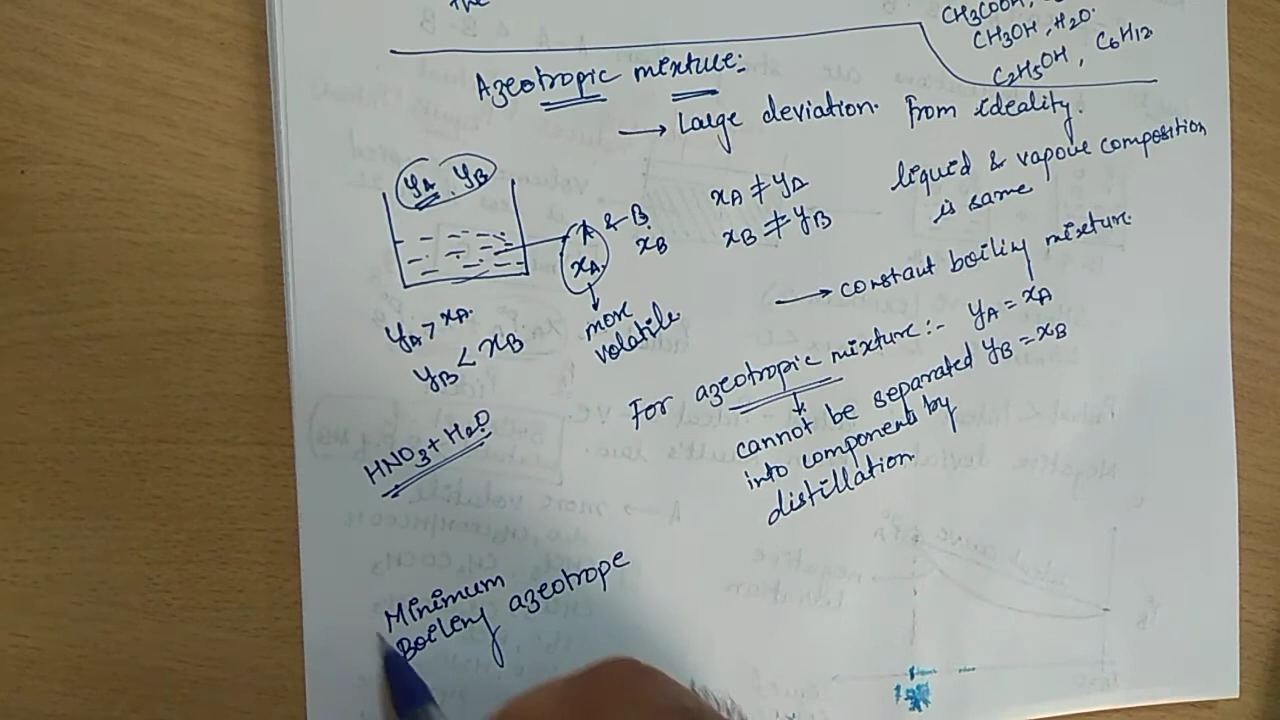 the
CH3COOH,
CH3OH, H2O.
C2H5OH, C6H12
Azeotropic mixture:
→ Large deviation. From ideality.
yA, yB
A & B
xA xB
more volatile
yA > xA.
yB < xB
xA ≠ yA
xB ≠ yB
liquid & vapour composition
is same
→ constant boiling mixture
For azeotropic mixture:- yA = xA
yB = xB
cannot be separated
into components by
distillation.
HNO3 + H2O
Minimum
Boiling azeotrope